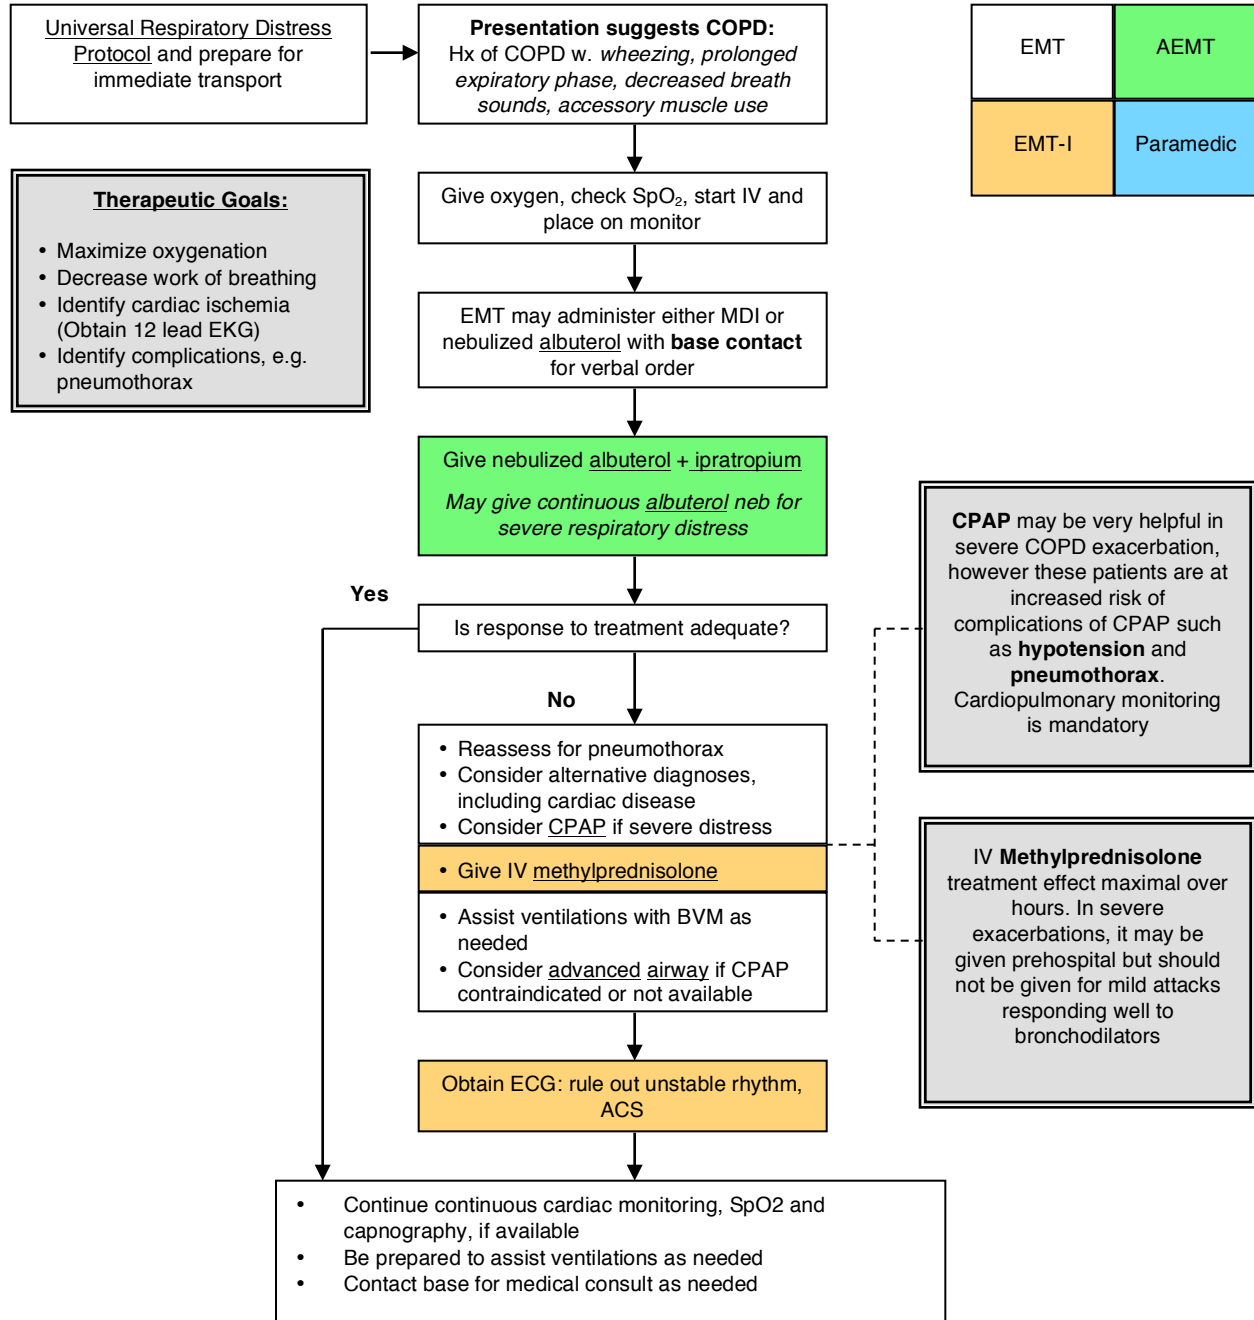 Universal Respiratory Distress
Protocol and prepare for
immediate transport
Presentation suggests COPD:
Hx of COPD w. wheezing, prolonged
expiratory phase, decreased breath
sounds, accessory muscle use
EMT
AEMT
EMT-I
Paramedic
Therapeutic Goals:
• Maximize oxygenation
• Decrease work of breathing
• Identify cardiac ischemia
(Obtain 12 lead EKG)
• Identify complications, e.g.
pneumothorax
Give oxygen, check SpO₂, start IV and
place on monitor
EMT may administer either MDI or
nebulized albuterol with base contact
for verbal order
Give nebulized albuterol + ipratropium
May give continuous albuterol neb for
severe respiratory distress
Yes
Is response to treatment adequate?
No
• Reassess for pneumothorax
• Consider alternative diagnoses,
including cardiac disease
• Consider CPAP if severe distress
• Give IV methylprednisolone
• Assist ventilations with BVM as
needed
• Consider advanced airway if CPAP
contraindicated or not available
CPAP may be very helpful in
severe COPD exacerbation,
however these patients are at
increased risk of
complications of CPAP such
as hypotension and
pneumothorax.
Cardiopulmonary monitoring
is mandatory
IV Methylprednisolone
treatment effect maximal over
hours. In severe
exacerbations, it may be
given prehospital but should
not be given for mild attacks
responding well to
bronchodilators
Obtain ECG: rule out unstable rhythm,
ACS
• Continue continuous cardiac monitoring, SpO2 and
capnography, if available
• Be prepared to assist ventilations as needed
• Contact base for medical consult as needed